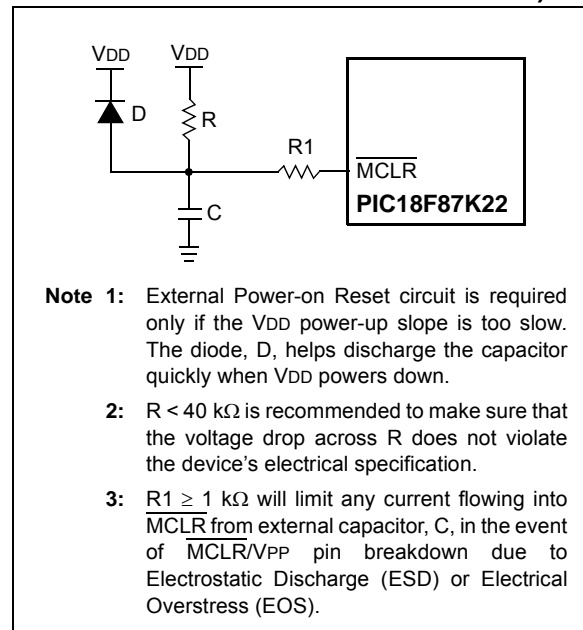 VDD VDD
D
R
R1
MCLR
PIC18F87K22
C
Note 1: External Power-on Reset circuit is required
only if the VDD power-up slope is too slow.
The diode, D, helps discharge the capacitor
quickly when VDD powers down.
2: R < 40 kΩ is recommended to make sure that
the voltage drop across R does not violate
the device's electrical specification.
3: R1 ≥ 1 kΩ will limit any current flowing into
MCLR from external capacitor, C, in the event
of MCLR/VPP pin breakdown due to
Electrostatic Discharge (ESD) or Electrical
Overstress (EOS).